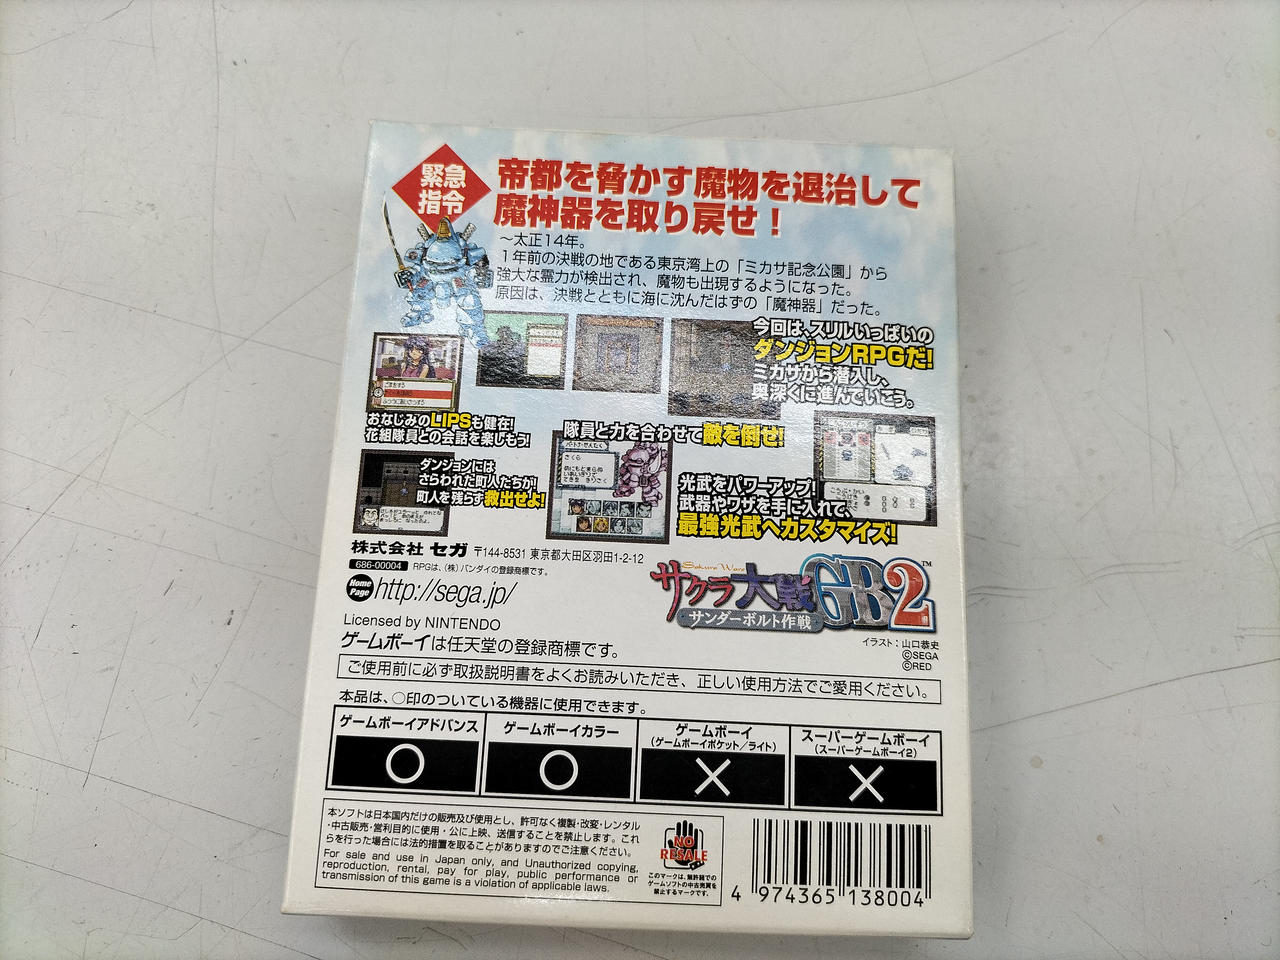 緊急
指令
帝都を脅かす魔物を退治して
魔神器を取り戻せ！
～太正14年。
1年前の決戦の地である東京湾上の「ミカサ記念公園」から
強大な霊力が検出され、魔物も出現するようになった。
原因は、決戦とともに海に沈んだはずの「魔神器」だった。
今回は、スリルいっぱいの
ダンジョンRPGだ!
ミカサから潜入し、
奥深くに進んでいこう。
おなじみのLIPSも健在!
花組隊員との会話を楽しもう!
隊員と力を合わせて敵を倒せ!
ダンジョンには
さらわれた町人たちが!
町人を残らず救出せよ!
さくら
光武をパワーアップ!
武器やワザを手に入れて、
最強光武へカスタマイズ!
株式会社 セガ 〒144-8531 東京都大田区羽田1-2-12
686-00004 RPGは、(株)バンダイの登録商標です。
Home Page http://sega.jp/
Sakura Wars
サクラ大戦GB2™
サンダーボルト作戦
Licensed by NINTENDO
ゲームボーイは任天堂の登録商標です。
イラスト：山口恭史
©SEGA
©RED
ご使用前に必ず取扱説明書をよくお読みいただき、正しい使用方法でご愛用ください。
本品は、○印のついている機器に使用できます。
ゲームボーイアドバンス ゲームボーイカラー ゲームボーイ スーパーゲームボーイ
(ゲームボーイポケット／ライト) (スーパーゲームボーイ2)
○ ○ × ×
本ソフトは日本国内だけの販売及び使用とし、許可なく複製・改変・レンタル
・中古販売・営利目的に使用・公に上映、送信することを禁止します。これ
らを行った場合には法的措置を取ることがありますのでご注意ください。
For sale and use in Japan only, and Unauthorized copying,
reproduction, rental, pay for play, public performance or
transmission of this game is a violation of applicable laws.
NO
RESALE
このマークは、無許諾での
ゲームソフトの中古売買を
禁止するマークです。
4 974365 138004